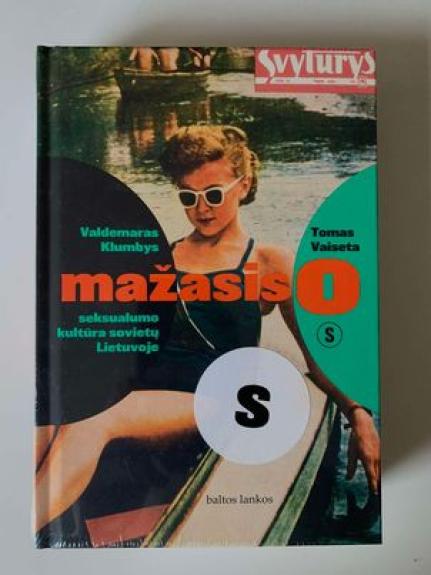 Švyturys
Valdemaras
Klumbys
Tomas
Vaiseta
mažasis O
seksualumo
kultūra sovietų
Lietuvoje
S
S
baltos lankos